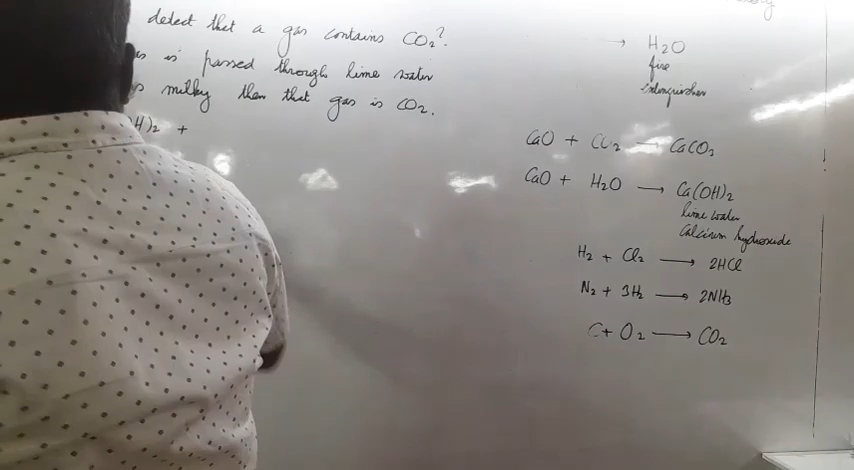 detect that a gas contains CO₂?
is passed through lime water
milky then that gas is CO₂.
H)₂ +
→ H₂O
fire
extinguisher
CaO + CO₂ → CaCO₃
CaO + H₂O → Ca(OH)₂
lime water
Calcium hydroxide
H₂ + Cl₂ → 2HCl
N₂ + 3H₂ → 2NH₃
C + O₂ → CO₂